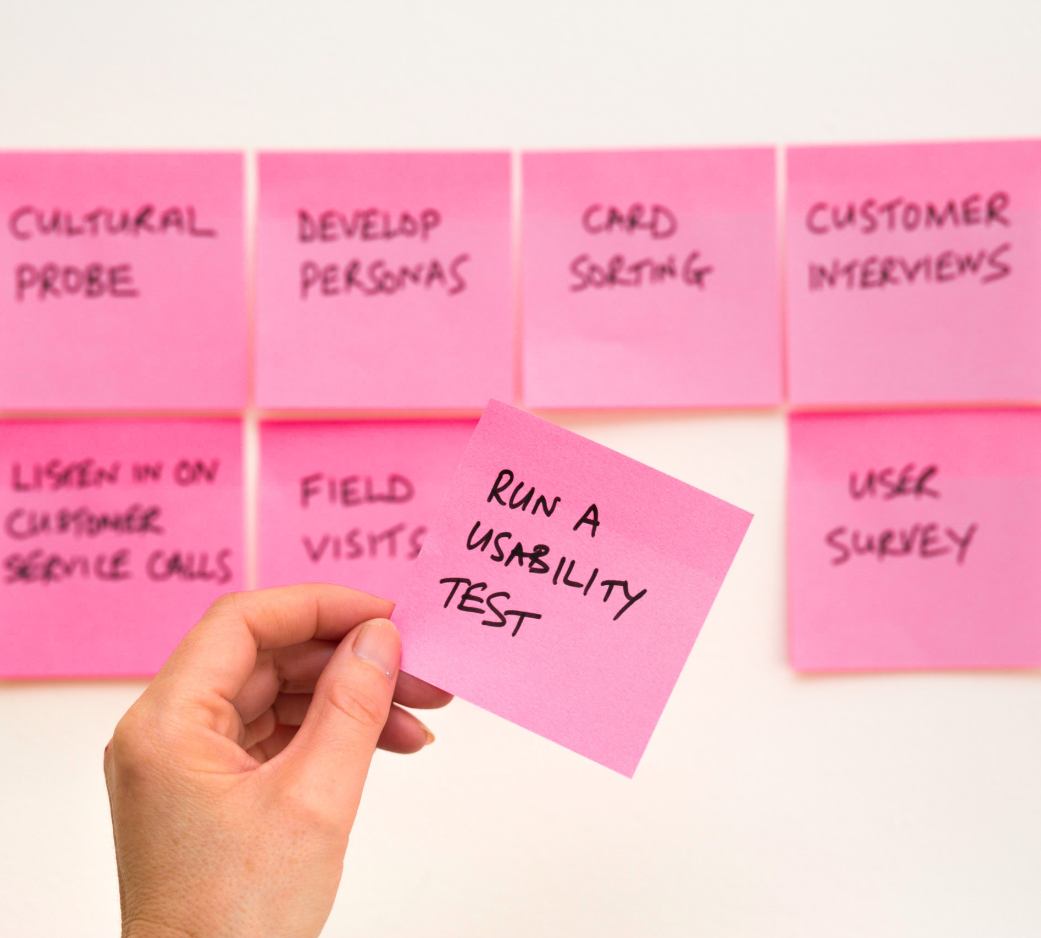 CULTURAL
PROBE
DEVELOP
PERSONAS
CARD
SORTING
CUSTOMER
INTERVIEWS
LISTEN IN ON
CUSTOMER
SERVICE CALLS
FIELD
VISITS
RUN A
USABILITY
TEST
USER
SURVEY